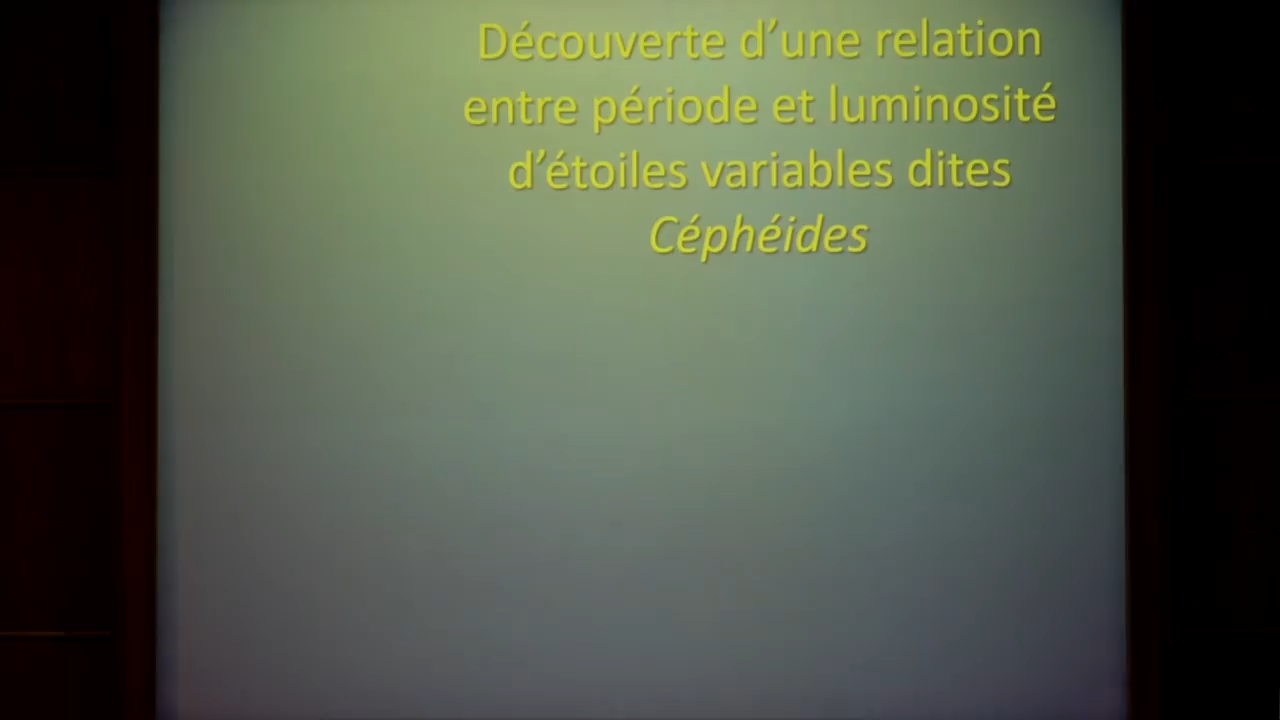 Découverte d’une relation
entre période et luminosité
d’étoiles variables dites
Céphéides